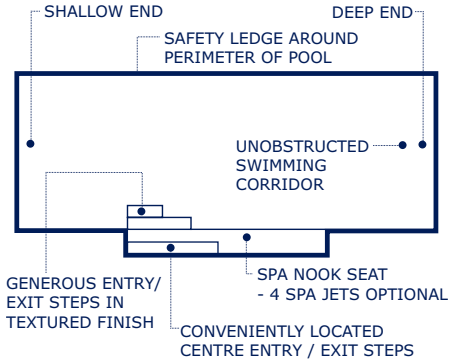 SHALLOW END
DEEP END
SAFETY LEDGE AROUND
PERIMETER OF POOL
UNOBSTRUCTED
SWIMMING
CORRIDOR
GENEROUS ENTRY/
EXIT STEPS IN
TEXTURED FINISH
SPA NOOK SEAT
- 4 SPA JETS OPTIONAL
CONVENIENTLY LOCATED
CENTRE ENTRY / EXIT STEPS